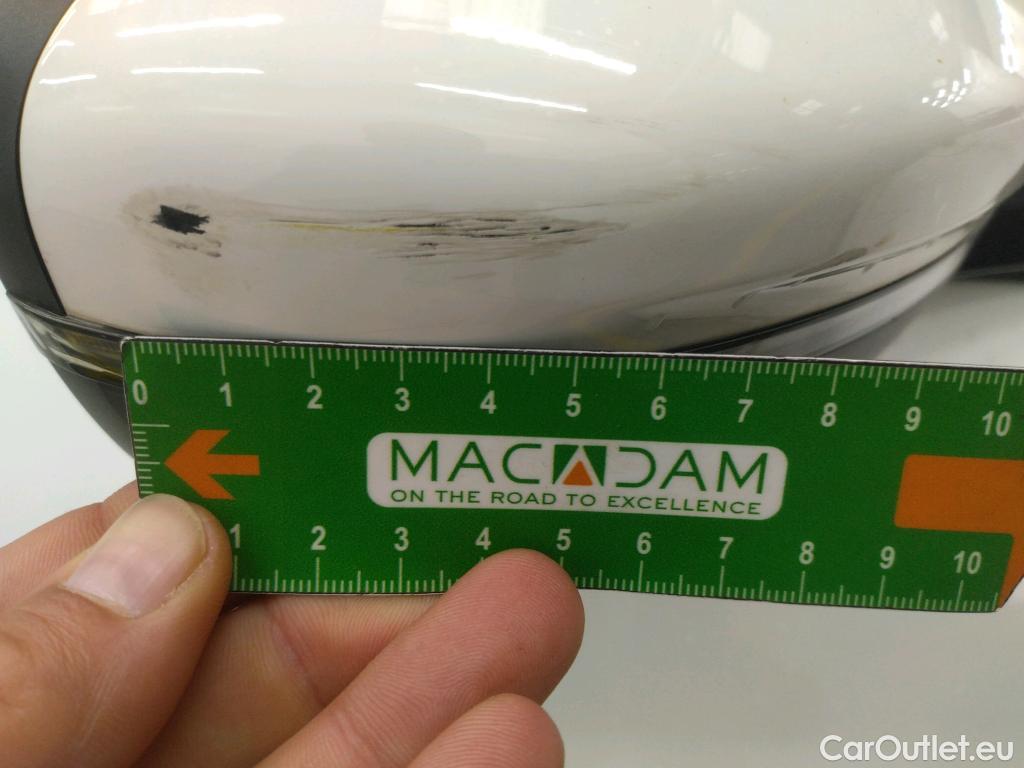 0 1 2 3 4 5 6 7 8 9 10
MACADAM
ON THE ROAD TO EXCELLENCE
1 2 3 4 5 6 7 8 9 10
CarOutlet.eu